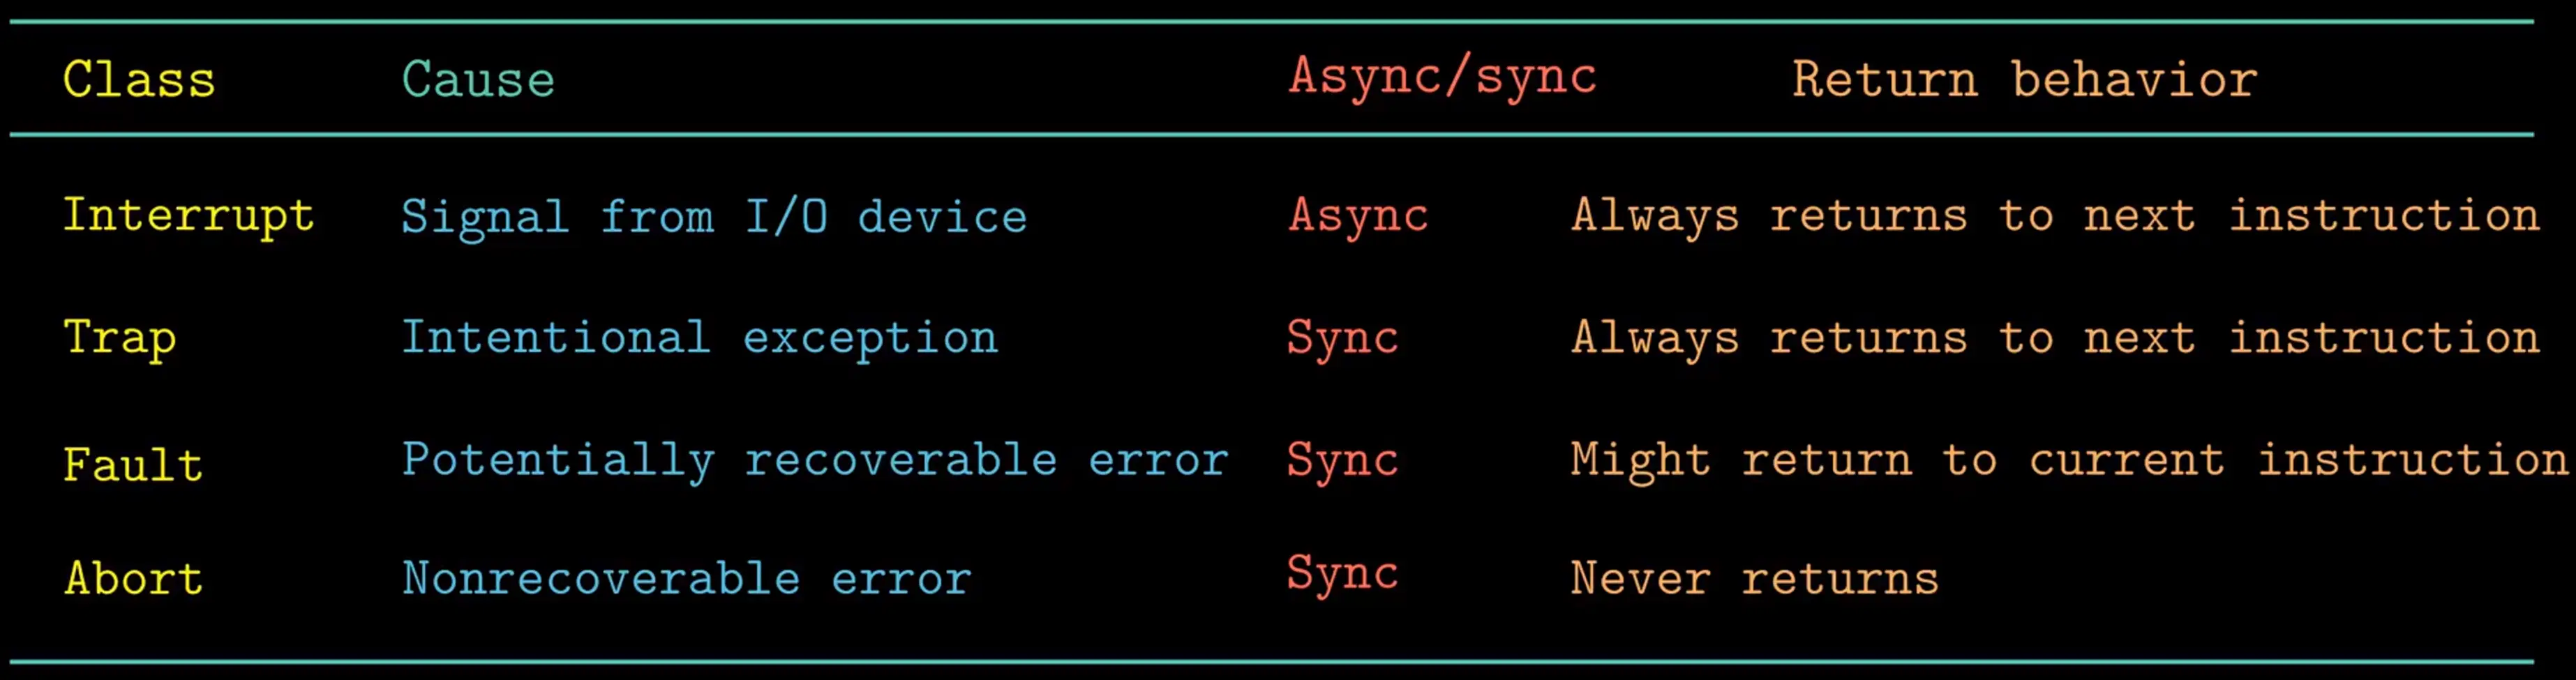 Class Cause Async/sync Return behavior
Interrupt Signal from I/O device Async Always returns to next instruction
Trap Intentional exception Sync Always returns to next instruction
Fault Potentially recoverable error Sync Might return to current instruction
Abort Nonrecoverable error Sync Never returns